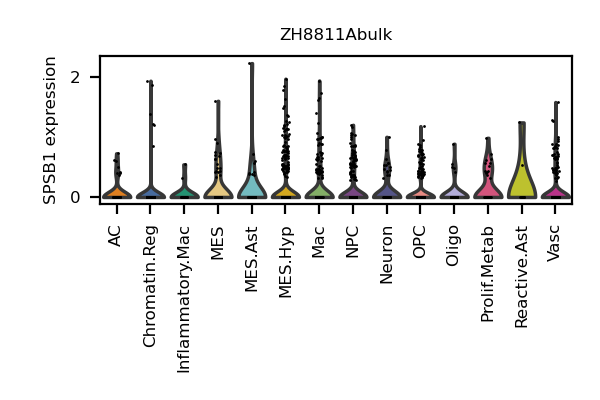 ZH8811Abulk
SPSB1 expression
2
0
AC
Chromatin.Reg
Inflammatory.Mac
MES
MES.Ast
MES.Hyp
Mac
NPC
Neuron
OPC
Oligo
Prolif.Metab
Reactive.Ast
Vasc